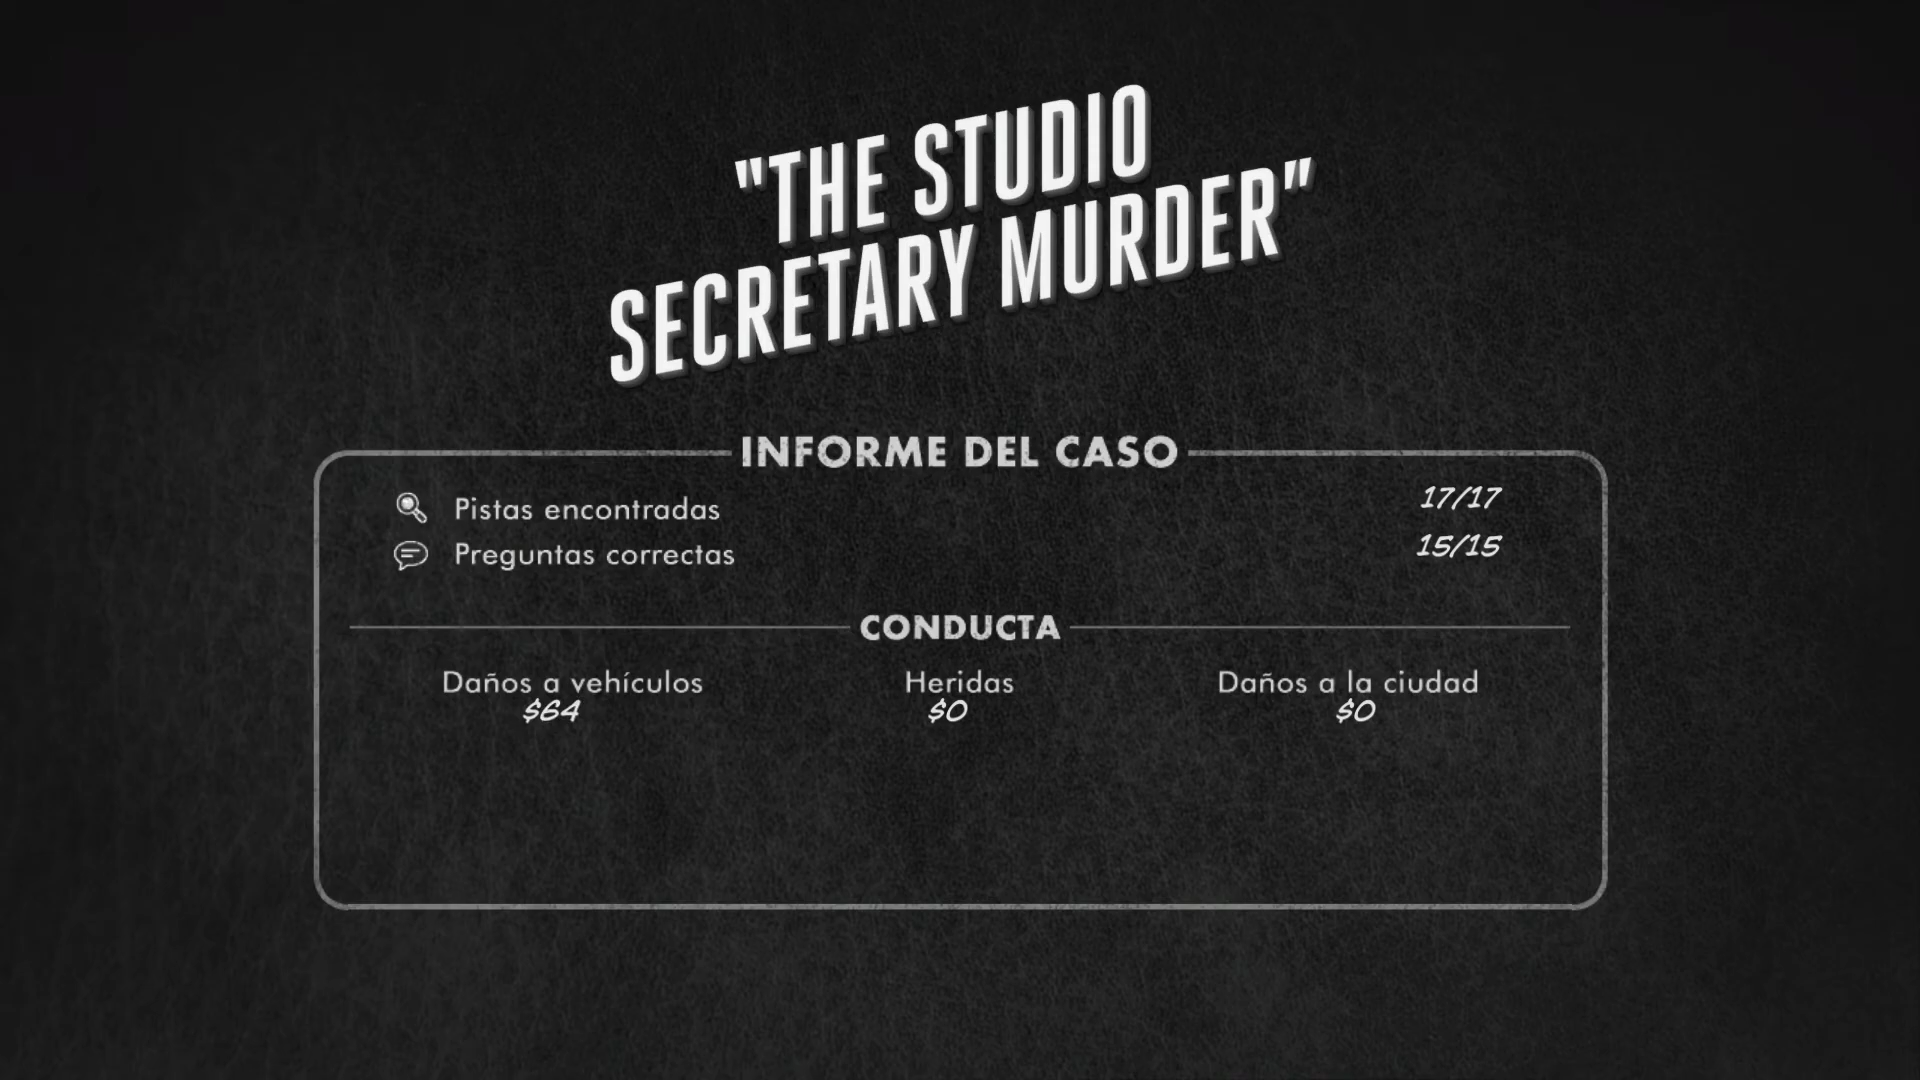 "THE STUDIO
SECRETARY MURDER"
INFORME DEL CASO
Pistas encontradas 17/17
Preguntas correctas 15/15
CONDUCTA
Daños a vehículos Heridas Daños a la ciudad
$64 $0 $0